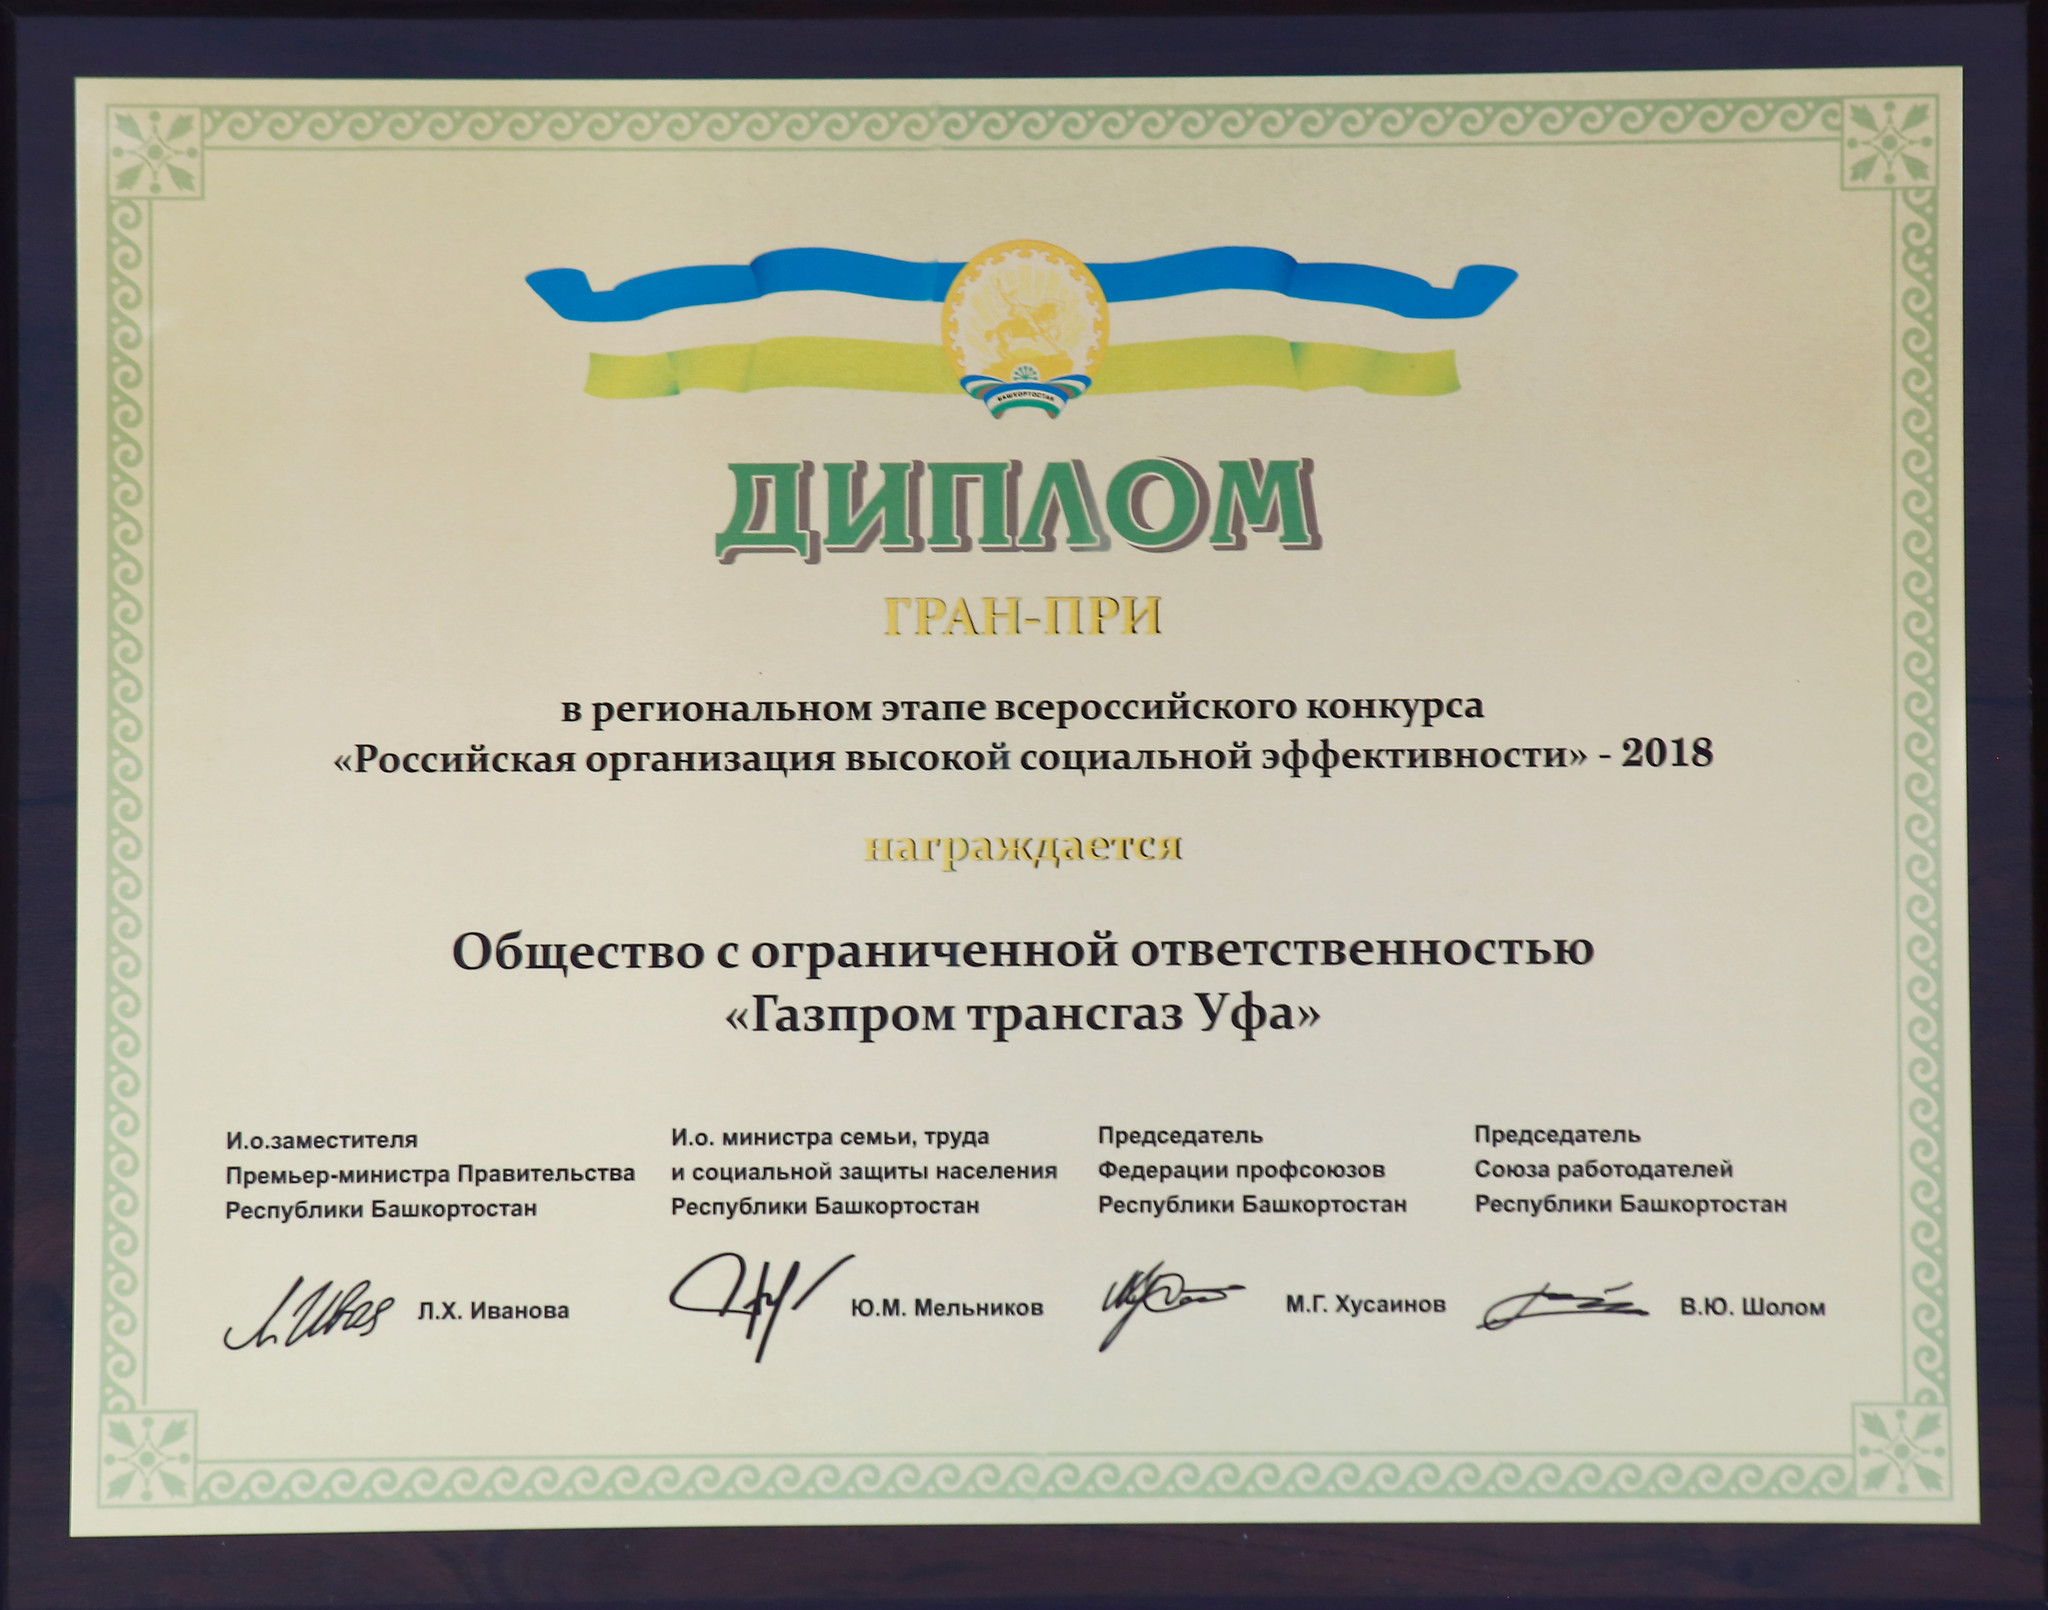 БАШКОРТОСТАН
ДИПЛОМ
ГРАН-ПРИ
в региональном этапе всероссийского конкурса
«Российская организация высокой социальной эффективности» - 2018
награждается
Общество с ограниченной ответственностью
«Газпром трансгаз Уфа»
И.о.заместителя
Премьер-министра Правительства
Республики Башкортостан
Л.Х. Иванова
И.о. министра семьи, труда
и социальной защиты населения
Республики Башкортостан
Ю.М. Мельников
Председатель
Федерации профсоюзов
Республики Башкортостан
М.Г. Хусаинов
Председатель
Союза работодателей
Республики Башкортостан
В.Ю. Шолом